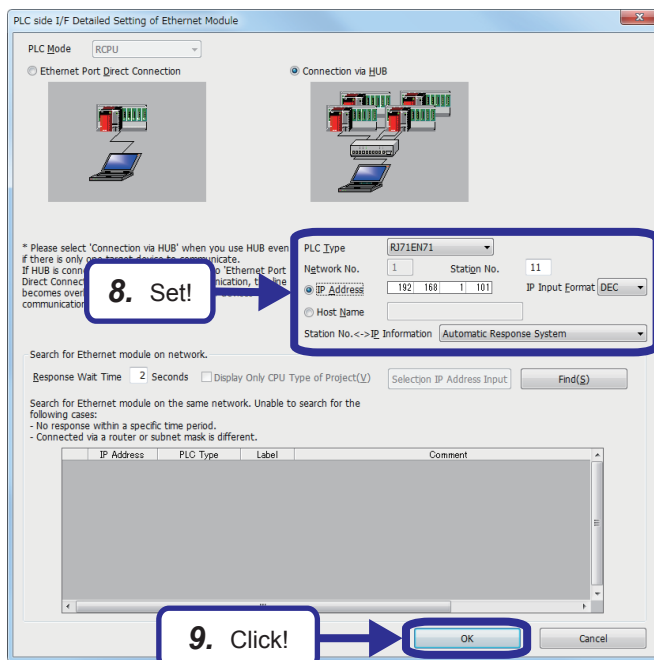 PLC side I/F Detailed Setting of Ethernet Module
PLC Mode RCPU
Ethernet Port Direct Connection
Connection via HUB
* Please select 'Connection via HUB' when you use HUB even
if there is only one target device to communicate.
If HUB is conne o 'Ethernet Port
Direct Connec nication, the line
becomes over
communicatio
8. Set!
PLC Type RJ71EN71
Network No. 1 Station No. 11
IP Address 192 168 1 101 IP Input Format DEC
Host Name
Station No.<->IP Information Automatic Response System
Search for Ethernet module on network.
Response Wait Time 2 Seconds Display Only CPU Type of Project(V) Selection IP Address Input Find(S)
Search for Ethernet module on the same network. Unable to search for the
following cases:
- No response within a specific time period.
- Connected via a router or subnet mask is different.
IP Address PLC Type Label Comment
9. Click!
OK Cancel